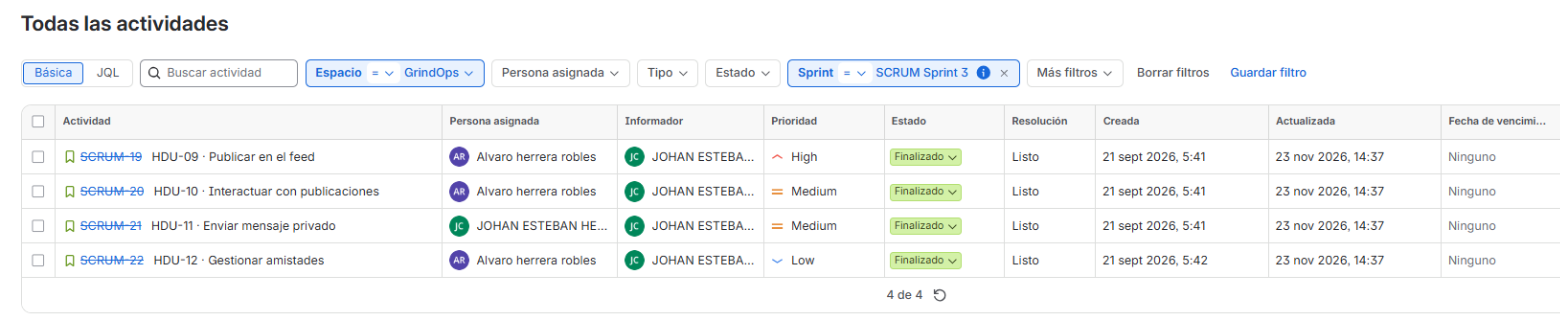 Todas las actividades
Básica JQL Buscar actividad Espacio = GrindOps Persona asignada Tipo Estado Sprint = SCRUM Sprint 3 Más filtros Borrar filtros Guardar filtro
Actividad Persona asignada Informador Prioridad Estado Resolución Creada Actualizada Fecha de vencimi...
SCRUM-19 HDU-09 · Publicar en el feed AR Alvaro herrera robles JC JOHAN ESTEBA... High Finalizado Listo 21 sept 2026, 5:41 23 nov 2026, 14:37 Ninguno
SCRUM-20 HDU-10 · Interactuar con publicaciones AR Alvaro herrera robles JC JOHAN ESTEBA... Medium Finalizado Listo 21 sept 2026, 5:41 23 nov 2026, 14:37 Ninguno
SCRUM-21 HDU-11 · Enviar mensaje privado JC JOHAN ESTEBAN HE... JC JOHAN ESTEBA... Medium Finalizado Listo 21 sept 2026, 5:41 23 nov 2026, 14:37 Ninguno
SCRUM-22 HDU-12 · Gestionar amistades AR Alvaro herrera robles JC JOHAN ESTEBA... Low Finalizado Listo 21 sept 2026, 5:42 23 nov 2026, 14:37 Ninguno
4 de 4